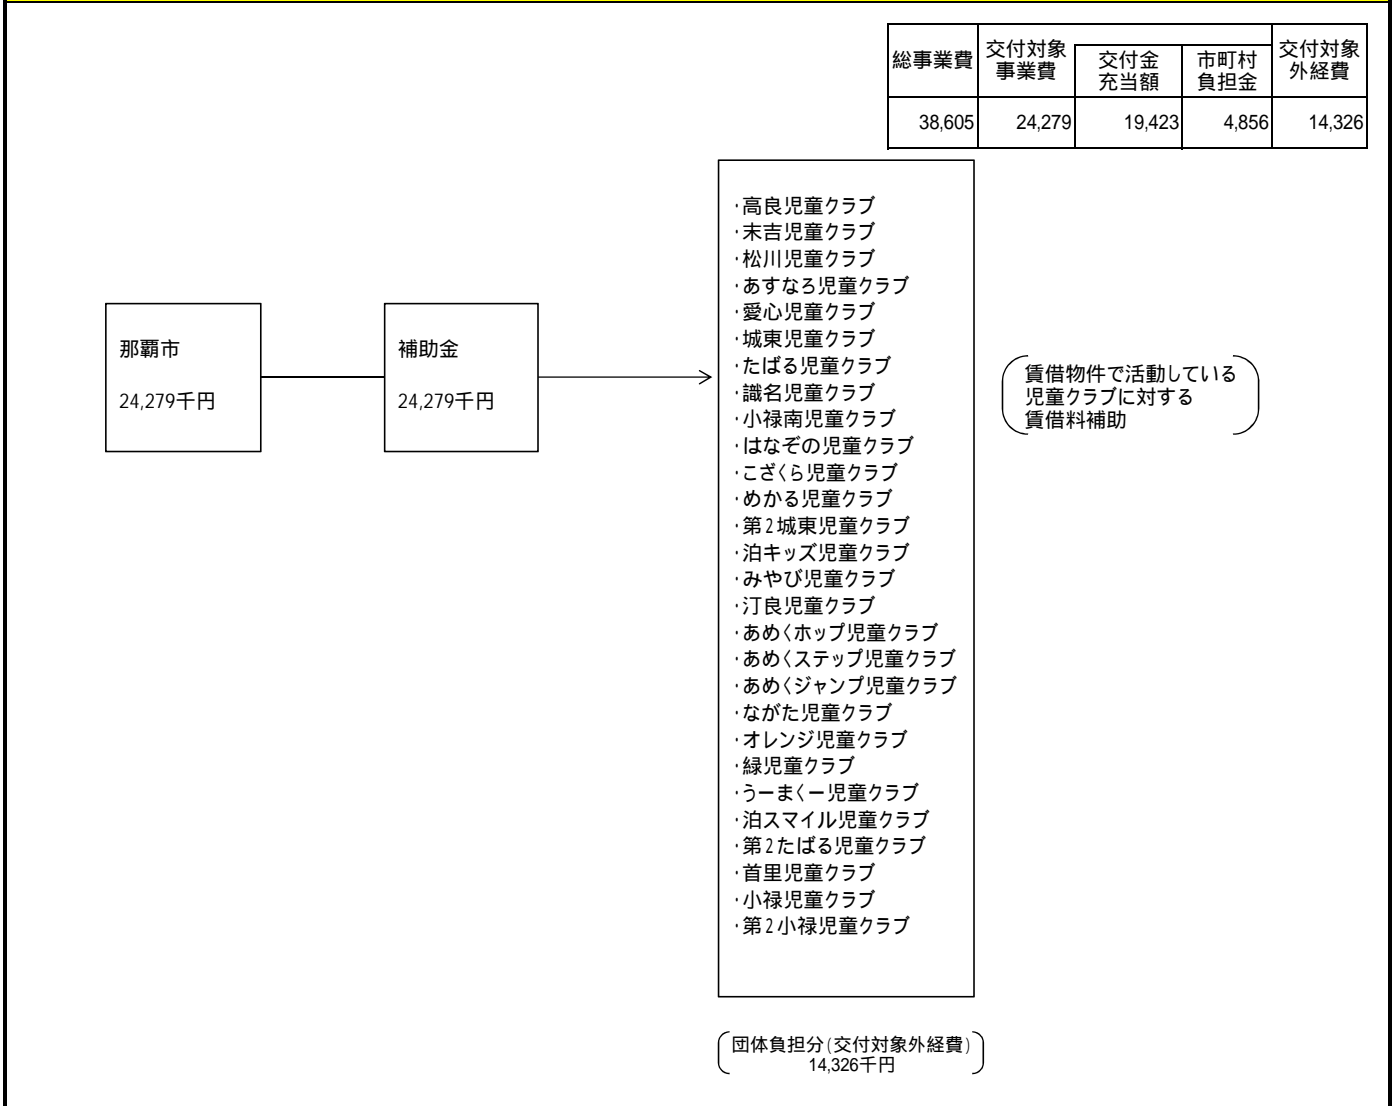 総事業費
交付対象
事業費
交付金
充当額
市町村
負担金
交付対象
外経費
38,605 24,279 19,423 4,856 14,326
那覇市
24,279千円
補助金
24,279千円
・高良児童クラブ
・末吉児童クラブ
・松川児童クラブ
・あすなろ児童クラブ
・愛心児童クラブ
・城東児童クラブ
・たばる児童クラブ
・識名児童クラブ
・小禄南児童クラブ
・はなぞの児童クラブ
・こざくら児童クラブ
・めかる児童クラブ
・第2城東児童クラブ
・泊キッズ児童クラブ
・みやび児童クラブ
・汀良児童クラブ
・あめくホップ児童クラブ
・あめくステップ児童クラブ
・あめくジャンプ児童クラブ
・ながた児童クラブ
・オレンジ児童クラブ
・緑児童クラブ
・うーまくー児童クラブ
・泊スマイル児童クラブ
・第2たばる児童クラブ
・首里児童クラブ
・小禄児童クラブ
・第2小禄児童クラブ
賃借物件で活動している
児童クラブに対する
賃借料補助
団体負担分(交付対象外経費)
14,326千円